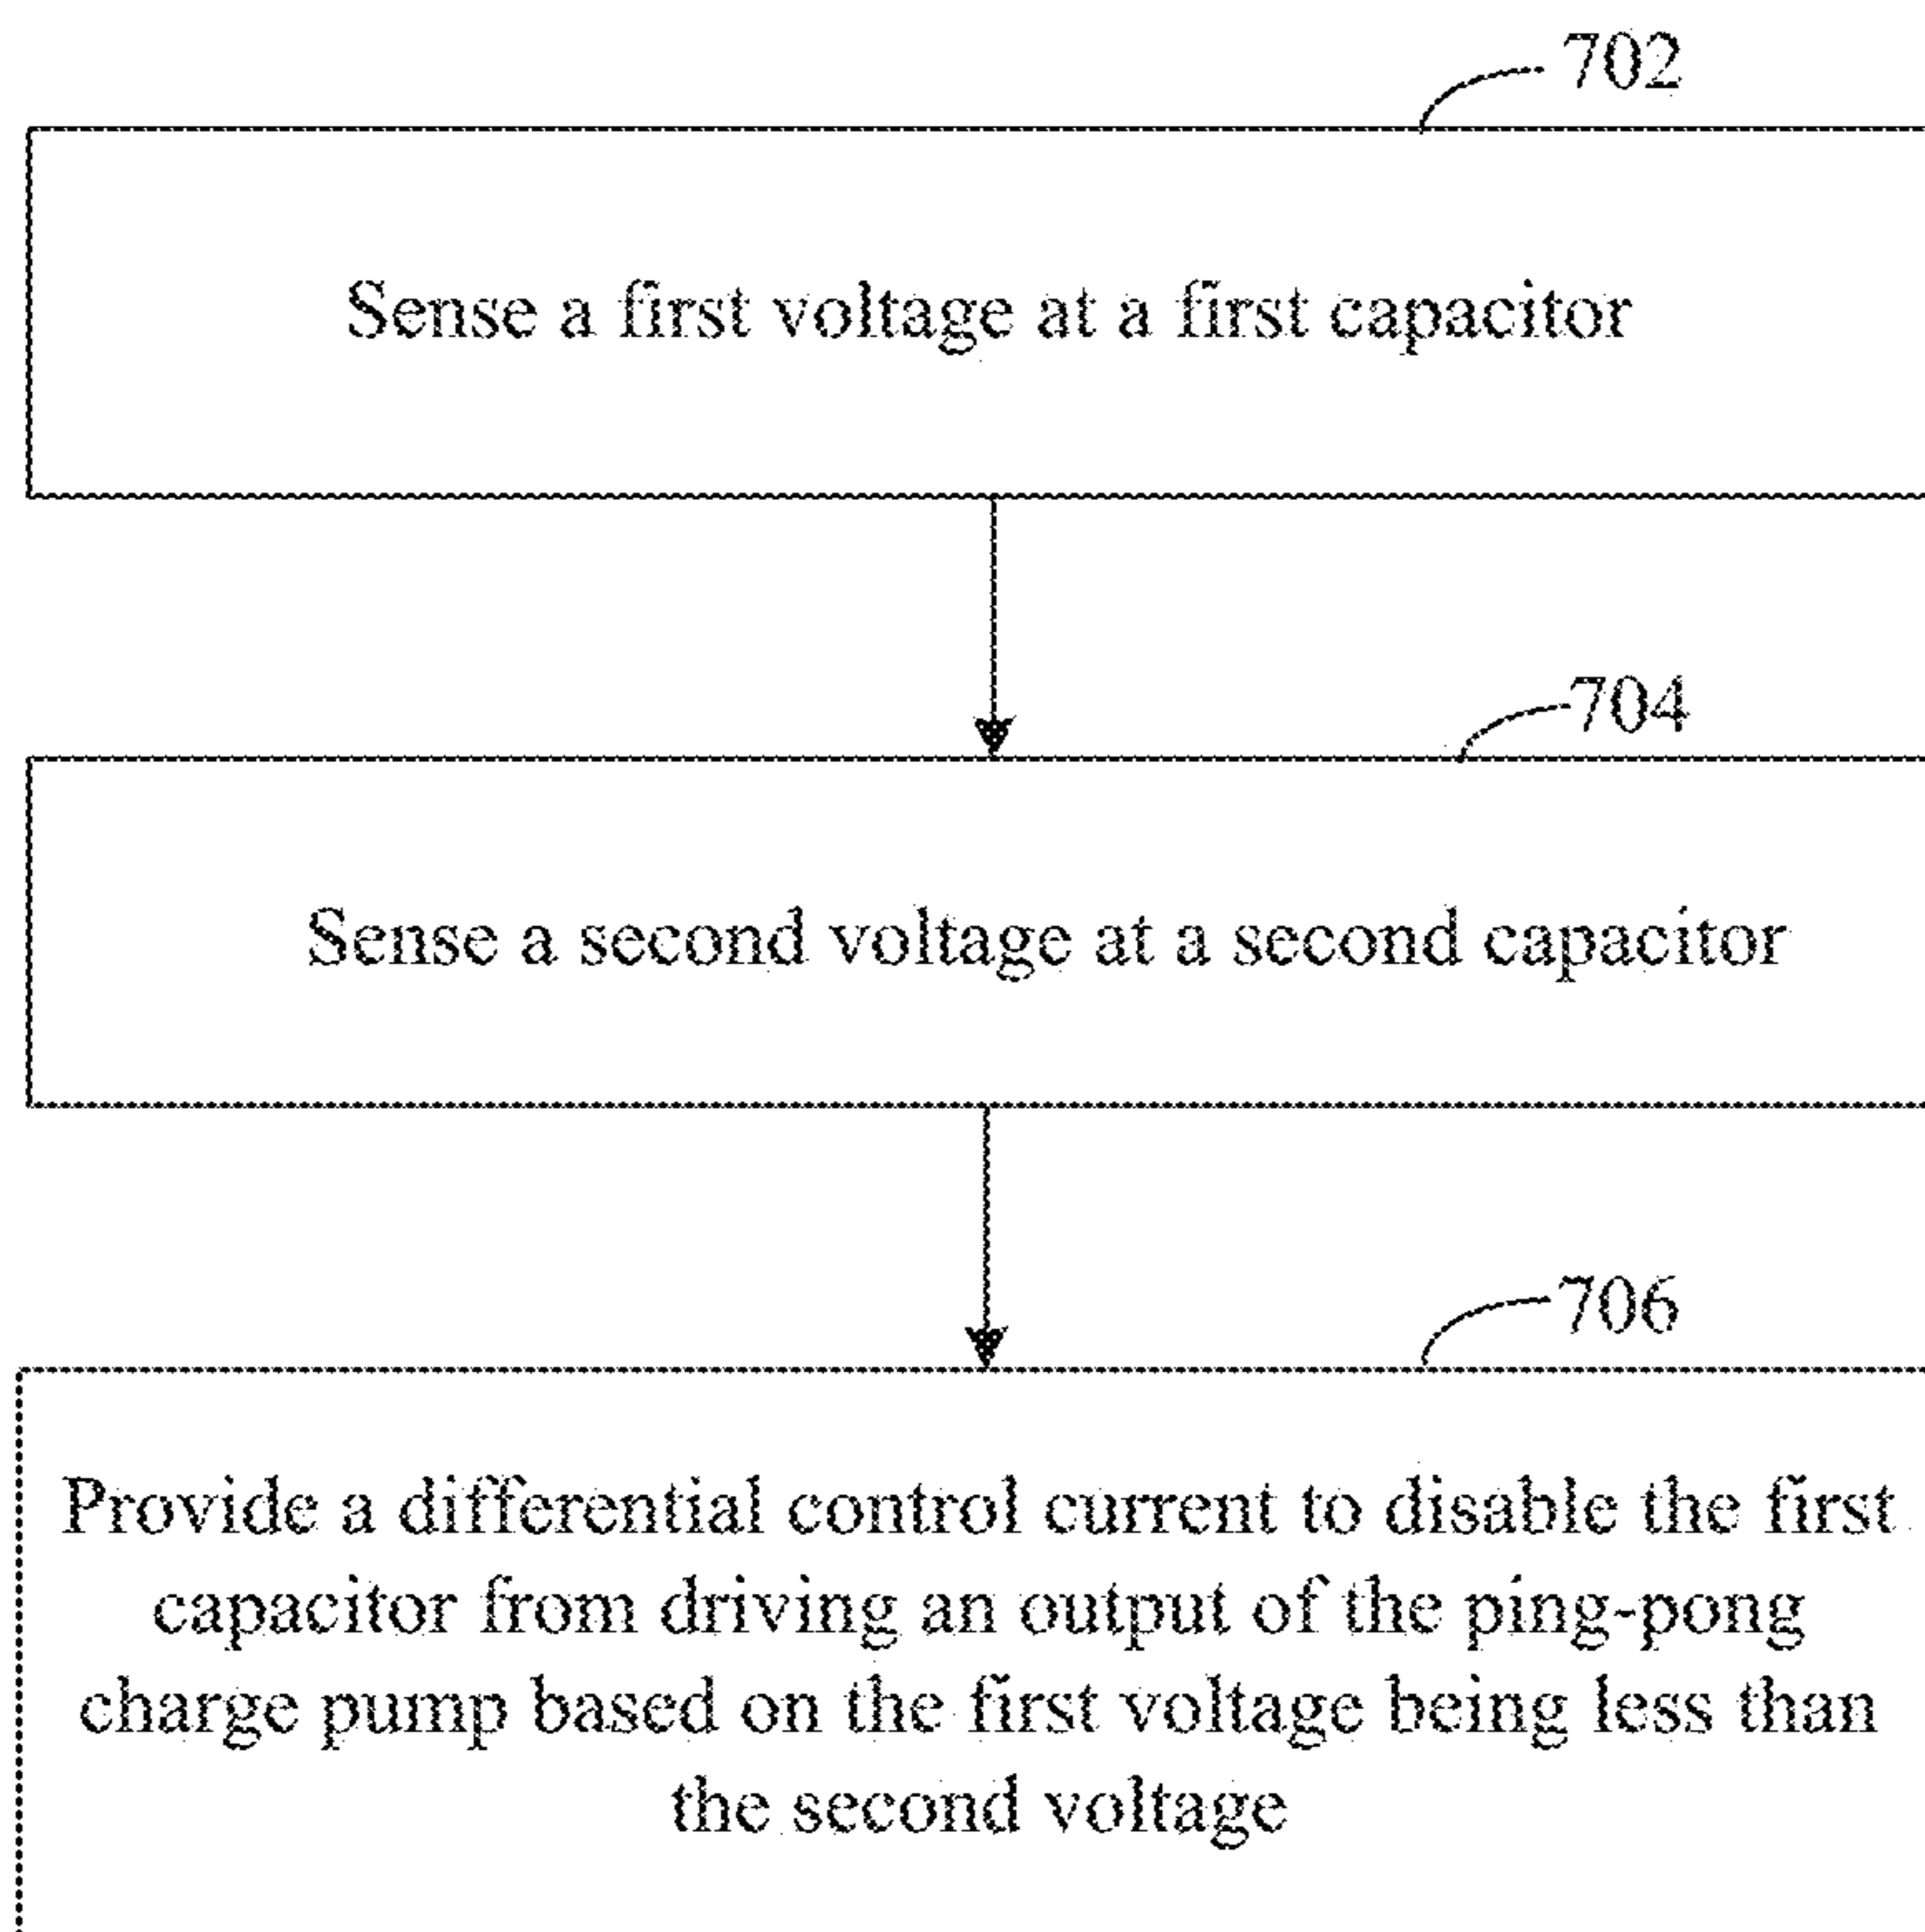 702
Sense a first voltage at a first capacitor
704
Sense a second voltage at a second capacitor
706
Provide a differential control current to disable the first
capacitor from driving an output of the ping-pong
charge pump based on the first voltage being less than
the second voltage